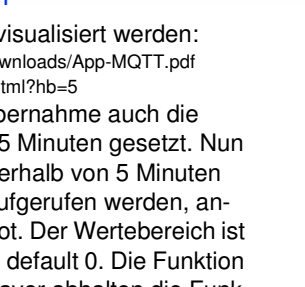 visualisiert werden:
wnloads/App-MQTT.pdf
tml?hb=5
bernahme auch die
5 Minuten gesetzt. Nun
erhalb von 5 Minuten
ufgerufen werden, an-
ot. Der Wertebereich ist
default 0. Die Funktion